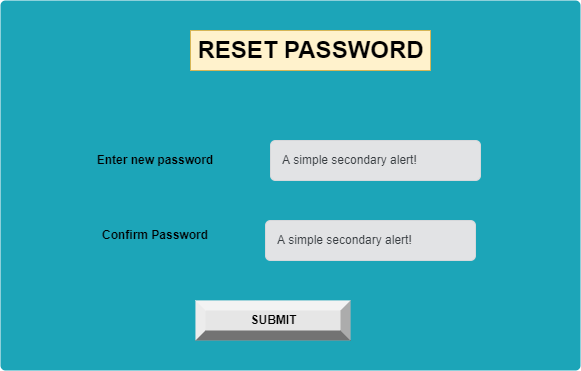 RESET PASSWORD
Enter new password
A simple secondary alert!
Confirm Password
A simple secondary alert!
SUBMIT